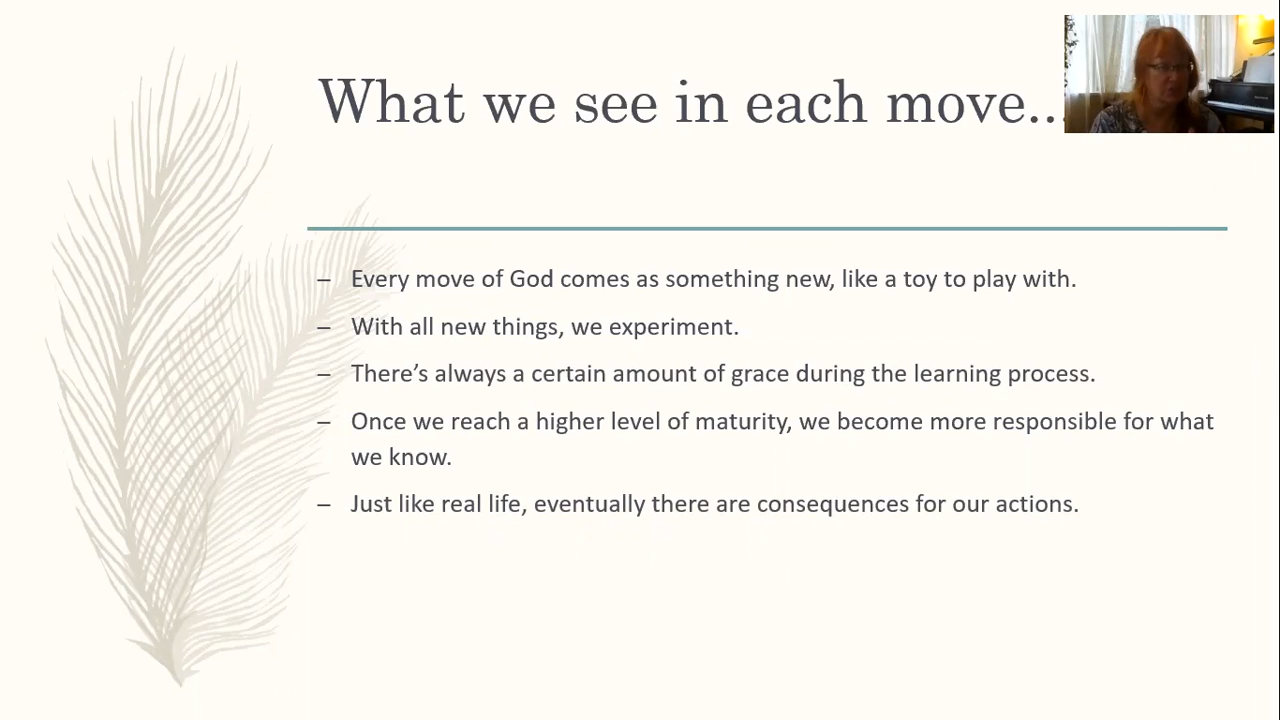 What we see in each move..
– Every move of God comes as something new, like a toy to play with.
– With all new things, we experiment.
– There’s always a certain amount of grace during the learning process.
– Once we reach a higher level of maturity, we become more responsible for what
we know.
– Just like real life, eventually there are consequences for our actions.